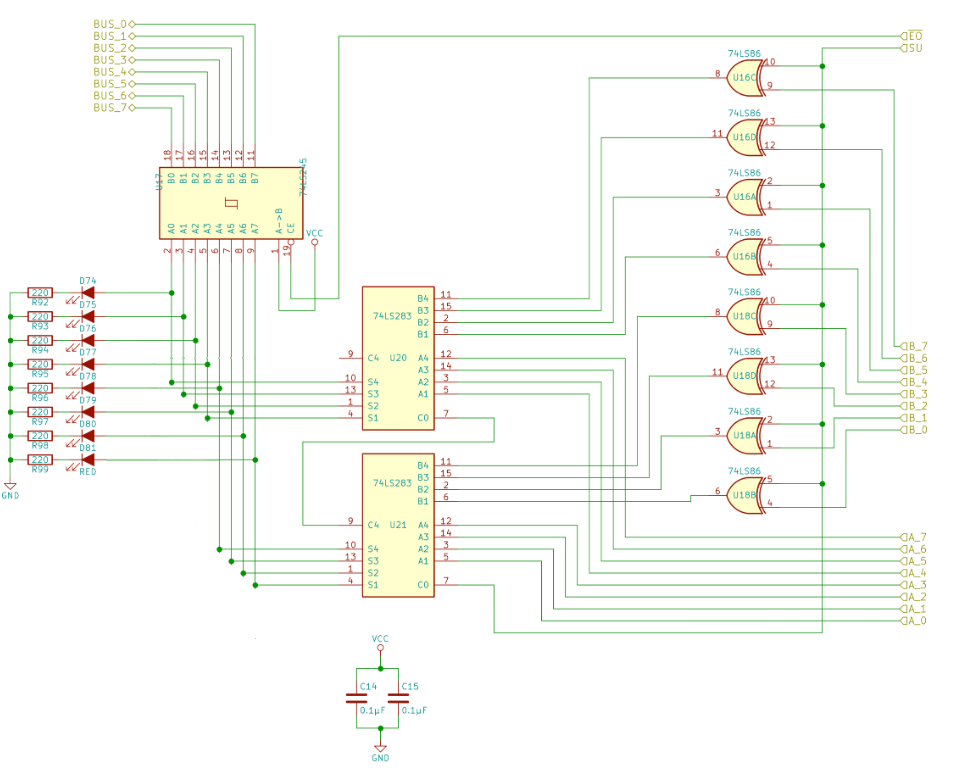 BUS_0
BUS_1
BUS_2
BUS_3
BUS_4
BUS_5
BUS_6
BUS_7
EO
SU
18 17 16 15 14 13 12 11
B0 B1 B2 B3 B4 B5 B6 B7
U17
74LS245
A0 A1 A2 A3 A4 A5 A6 A7 A->B CE
2 3 4 5 6 7 8 9 1 19
VCC
D74
220
R92
D75
220
R93
D76
220
R94
D77
220
R95
D78
220
R96
D79
220
R97
D80
220
R98
D81
220
R99
RED
GND
74LS283
U20
9 C4
10 S4
13 S3
1 S2
4 S1
B4 11
B3 15
B2 2
B1 6
A4 12
A3 14
A2 3
A1 5
C0 7
74LS283
U21
9 C4
10 S4
13 S3
1 S2
4 S1
B4 11
B3 15
B2 2
B1 6
A4 12
A3 14
A2 3
A1 5
C0 7
74LS86
8 U16C 10
9
74LS86
11 U16D 13
12
74LS86
3 U16A 2
1
74LS86
6 U16B 5
4
74LS86
8 U18C 10
9
74LS86
11 U18D 13
12
74LS86
3 U18A 2
1
74LS86
6 U18B 5
4
B_7
B_6
B_5
B_4
B_3
B_2
B_1
B_0
A_7
A_6
A_5
A_4
A_3
A_2
A_1
A_0
VCC
C14 C15
0.1µF 0.1µF
GND